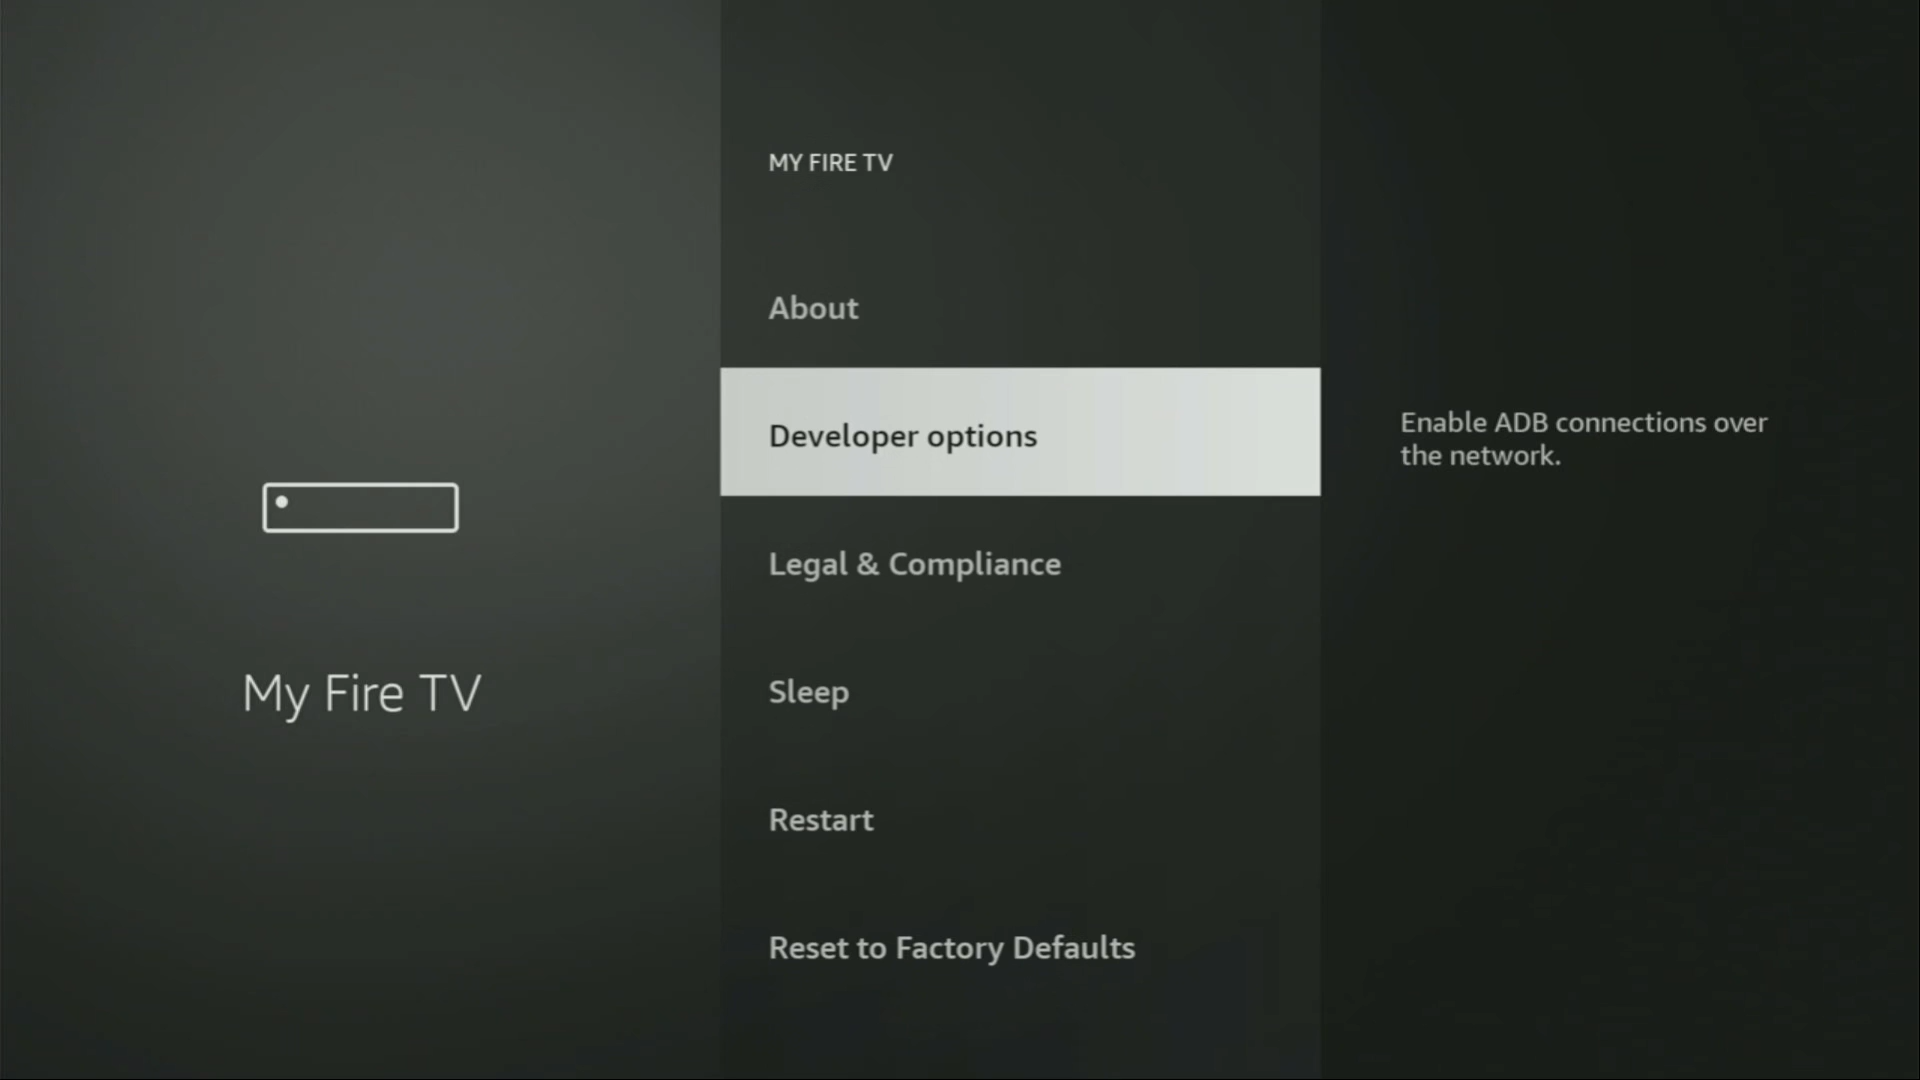 MY FIRE TV
About
Developer options
Enable ADB connections over
the network.
Legal & Compliance
My Fire TV
Sleep
Restart
Reset to Factory Defaults